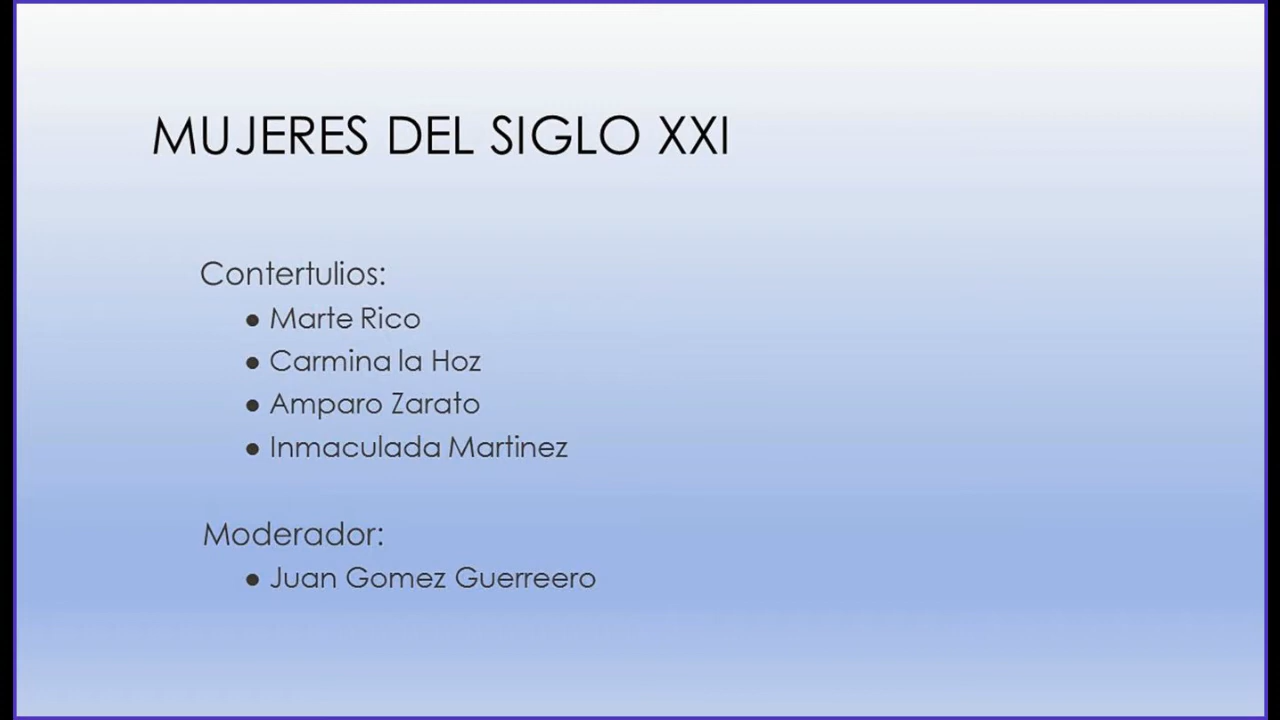 MUJERES DEL SIGLO XXI
Contertulios:
● Marte Rico
● Carmina la Hoz
● Amparo Zarato
● Inmaculada Martinez
Moderador:
● Juan Gomez Guerreero